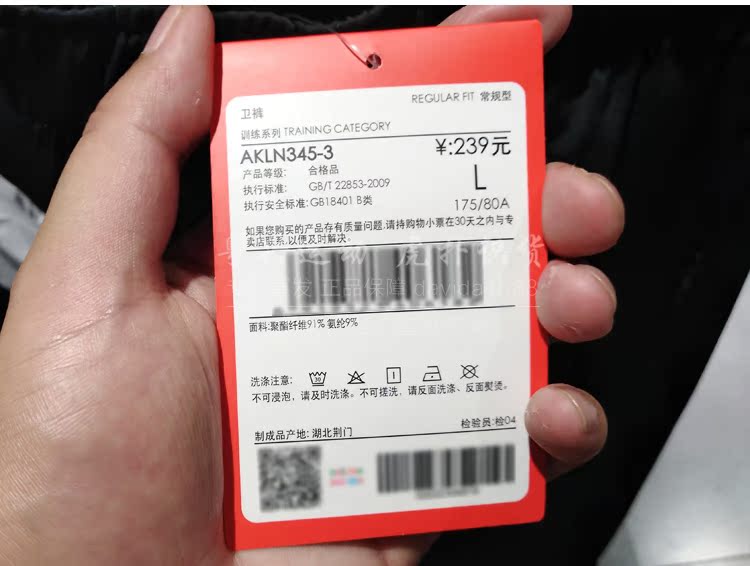 卫裤
REGULAR FIT 常规型
训练系列 TRAINING CATEGORY
AKLN345-3
¥:239元
产品等级: 合格品
L
执行标准: GB/T 22853-2009
执行安全标准: GB18401 B类
175/80A
如果您购买的产品存有质量问题,请持购物小票在30天之内与专
卖店联系,以便及时解决。
正品保障
面料:聚酯纤维91% 氨纶9%
洗涤注意:
30
不可浸泡、请及时洗涤。不可搓洗、请反面洗涤、反面熨烫。
制成品产地: 湖北荆门
检验员:检04